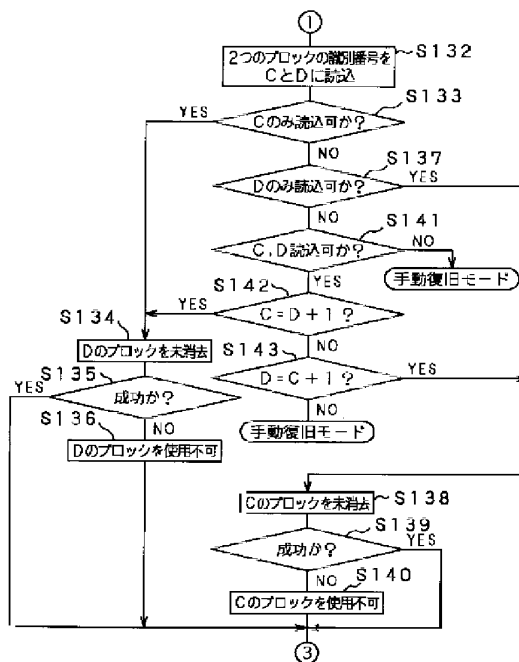 1
2つのブロックの識別番号を
CとDに読込
S132
S133
Cのみ読込可か?
YES
NO
S137
Dのみ読込可か?
YES
NO
S141
C,D読込可か?
NO
手動復旧モード
YES
S142
C=D+1?
YES
NO
S134
Dのブロックを未消去
S143
D=C+1?
YES
NO
手動復旧モード
S135
成功か?
YES
NO
S136
Dのブロックを使用不可
S138
Cのブロックを未消去
S139
成功か?
YES
NO
S140
Cのブロックを使用不可
3